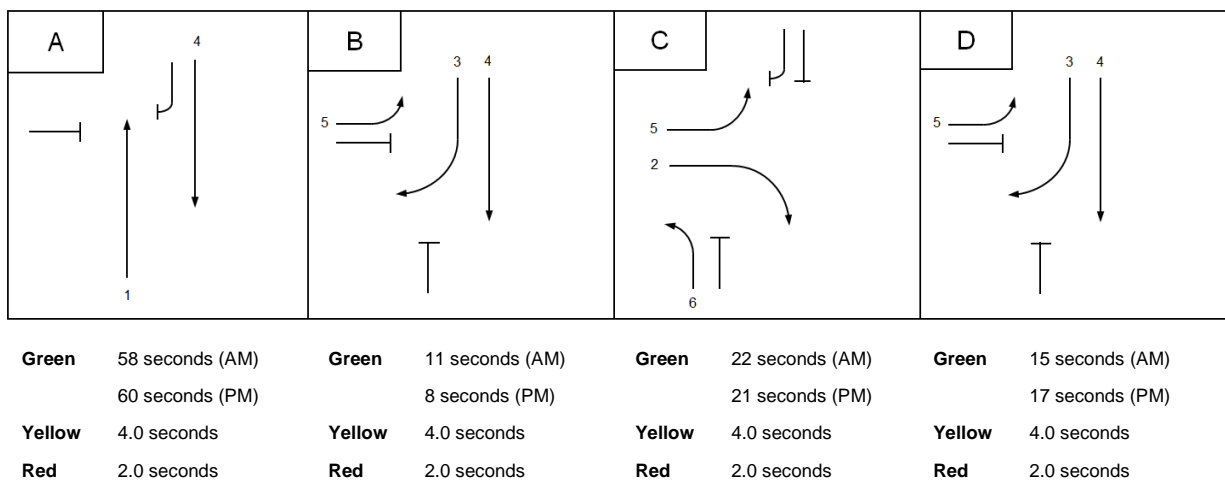 A
B
C
D
4
3 4
3 4
5
5
5
2
1
6
Green 58 seconds (AM) Green 11 seconds (AM) Green 22 seconds (AM) Green 15 seconds (AM)
60 seconds (PM) 8 seconds (PM) 21 seconds (PM) 17 seconds (PM)
Yellow 4.0 seconds Yellow 4.0 seconds Yellow 4.0 seconds Yellow 4.0 seconds
Red 2.0 seconds Red 2.0 seconds Red 2.0 seconds Red 2.0 seconds